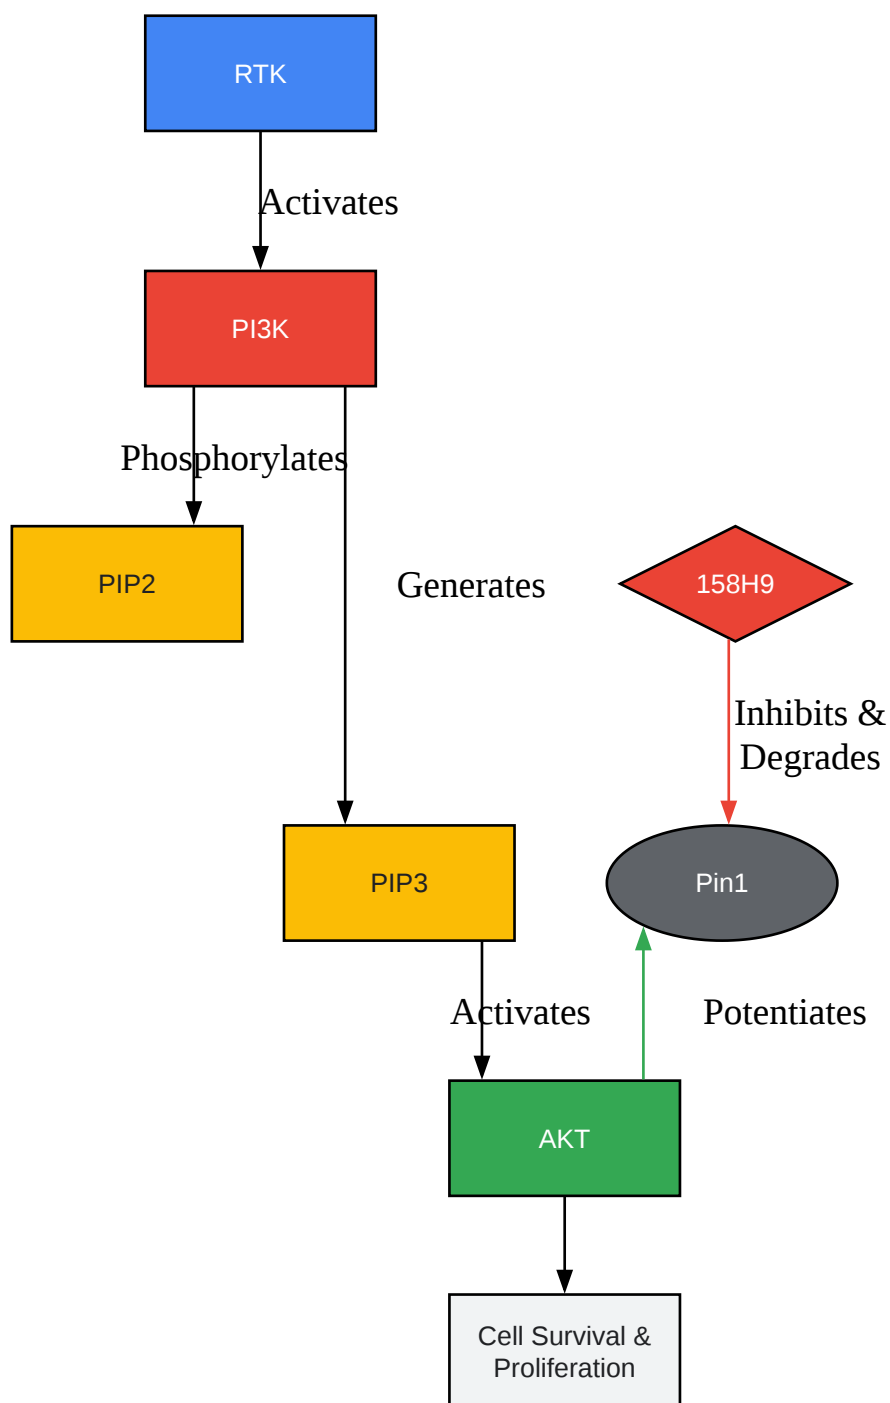 RTK
Activates
PI3K
Phosphorylates
PIP2
Generates
158H9
Inhibits &
Degrades
PIP3
Pin1
Activates
Potentiates
AKT
Cell Survival &
Proliferation